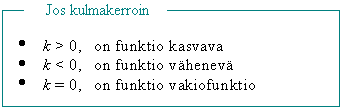 Jos kulmakerroin
• k > 0, on funktio kasvava
• k < 0, on funktio vähenevä
• k = 0, on funktio vakiofunktio